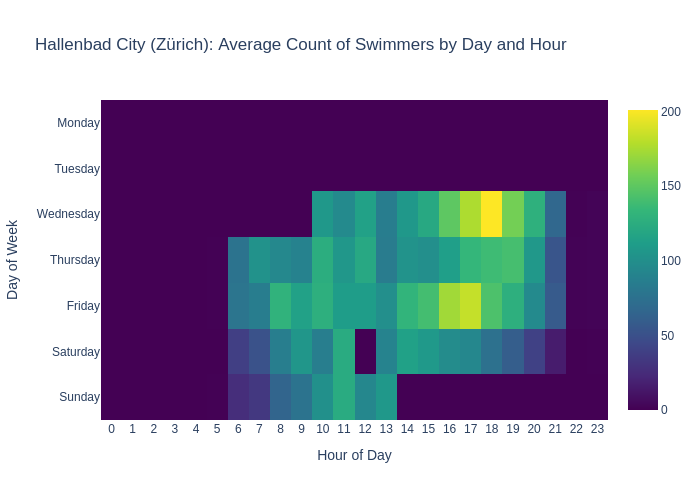 Hallenbad City (Zürich): Average Count of Swimmers by Day and Hour
Monday
Tuesday
Wednesday
Thursday
Friday
Saturday
Sunday
Day of Week
0 1 2 3 4 5 6 7 8 9 10 11 12 13 14 15 16 17 18 19 20 21 22 23
Hour of Day
200
150
100
50
0